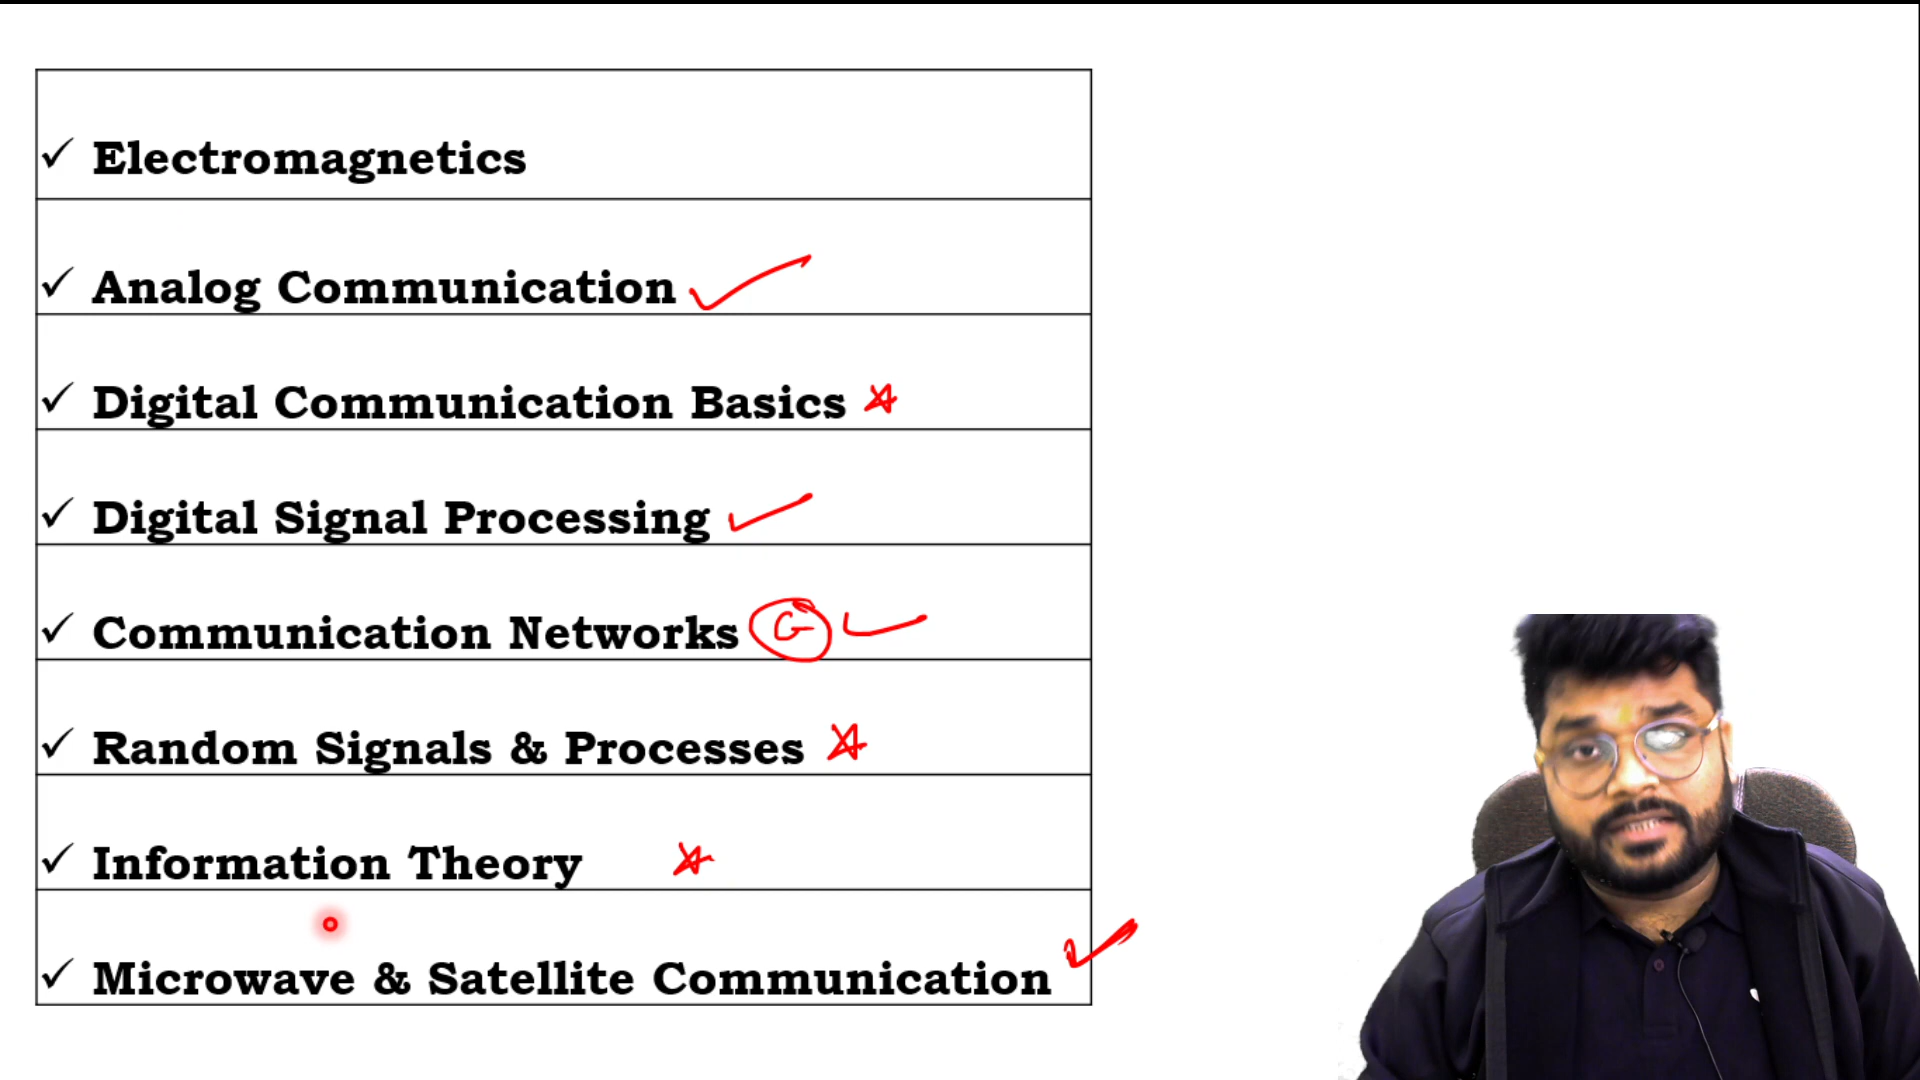 ✓ Electromagnetics
✓ Analog Communication ✓
✓ Digital Communication Basics
✓ Digital Signal Processing ✓
✓ Communication Networks G ✓
✓ Random Signals & Processes
✓ Information Theory
✓ Microwave & Satellite Communication ✓